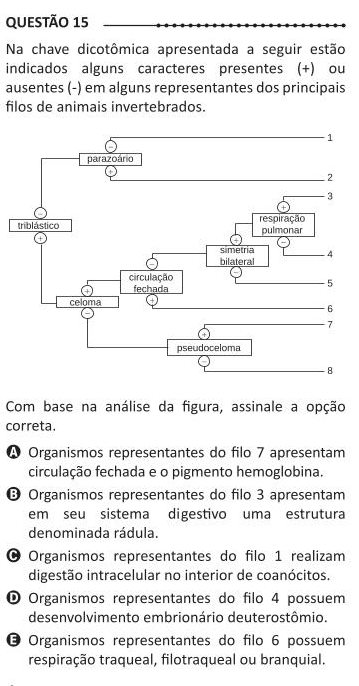 QUESTÃO 15
Na chave dicotômica apresentada a seguir estão
indicados alguns caracteres presentes (+) ou
ausentes (-) em alguns representantes dos principais
filos de animais invertebrados.
1
−
parazoário
+
2
3
−
+
triblástico
respiração
pulmonar
+
+
−
4
simetria
bilateral
−
−
5
circulação
fechada
+
+
6
celoma
−
7
+
pseudoceloma
−
8
Com base na análise da figura, assinale a opção
correta.
A Organismos representantes do filo 7 apresentam
circulação fechada e o pigmento hemoglobina.
B Organismos representantes do filo 3 apresentam
em seu sistema digestivo uma estrutura
denominada rádula.
C Organismos representantes do filo 1 realizam
digestão intracelular no interior de coanócitos.
D Organismos representantes do filo 4 possuem
desenvolvimento embrionário deuterostômio.
E Organismos representantes do filo 6 possuem
respiração traqueal, filotraqueal ou branquial.